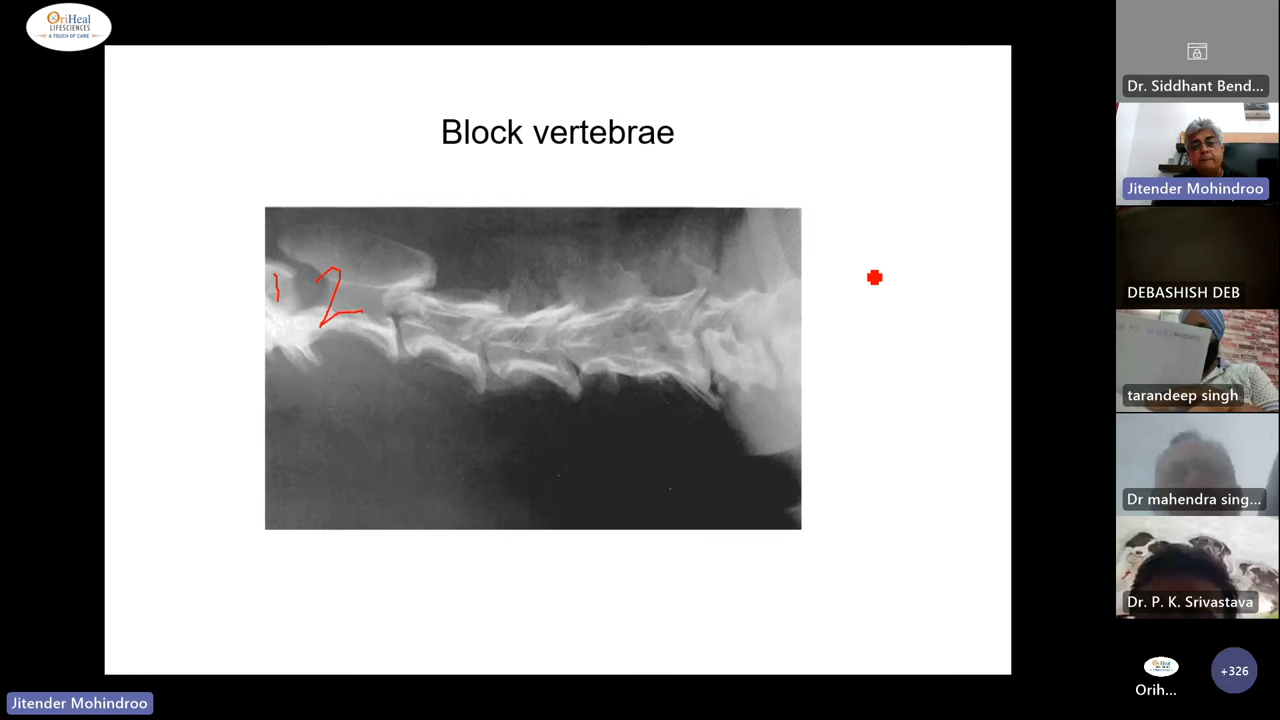 OriHeal
LIFESCIENCES
A TOUCH OF CARE
Block vertebrae
1 2
Dr. Siddhant Bend...
Jitender Mohindroo
DEBASHISH DEB
tarandeep singh
Dr mahendra sing...
Dr. P. K. Srivastava
Orih...
+326
Jitender Mohindroo